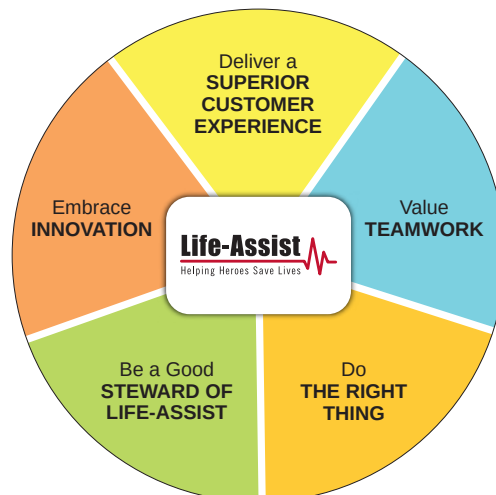 Deliver a
SUPERIOR
CUSTOMER
EXPERIENCE
Value
TEAMWORK
Do
THE RIGHT
THING
Be a Good
STEWARD OF
LIFE-ASSIST
Embrace
INNOVATION
Life-Assist
Helping Heroes Save Lives